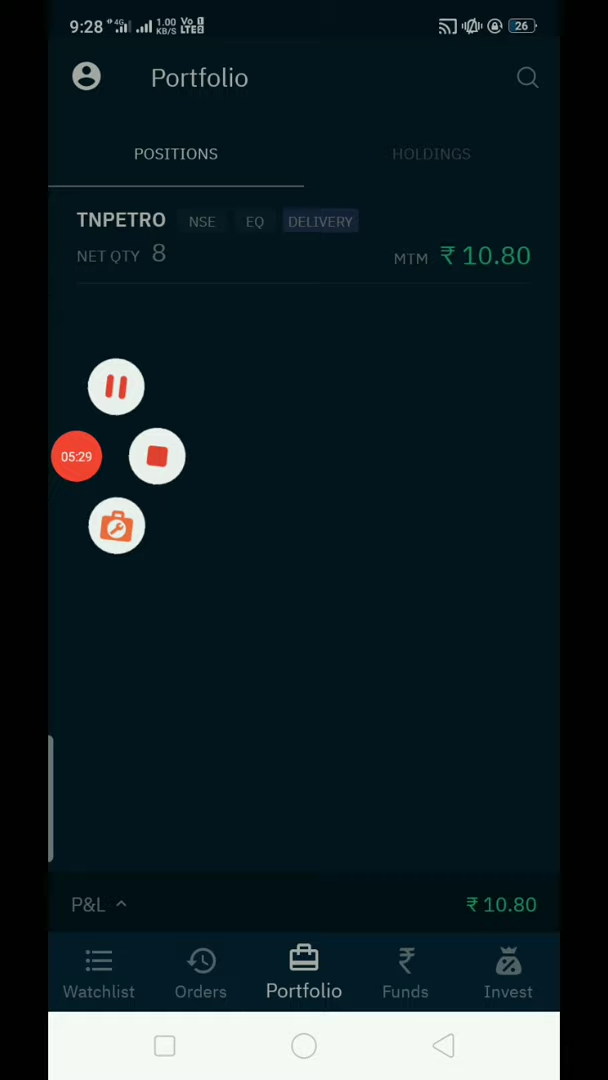 9:28 4G 1.00 KB/S Vo LTE 26
Portfolio
POSITIONS HOLDINGS
TNPETRO NSE EQ DELIVERY
NET QTY 8 MTM ₹ 10.80
05:29
P&L ₹ 10.80
Watchlist Orders Portfolio Funds Invest